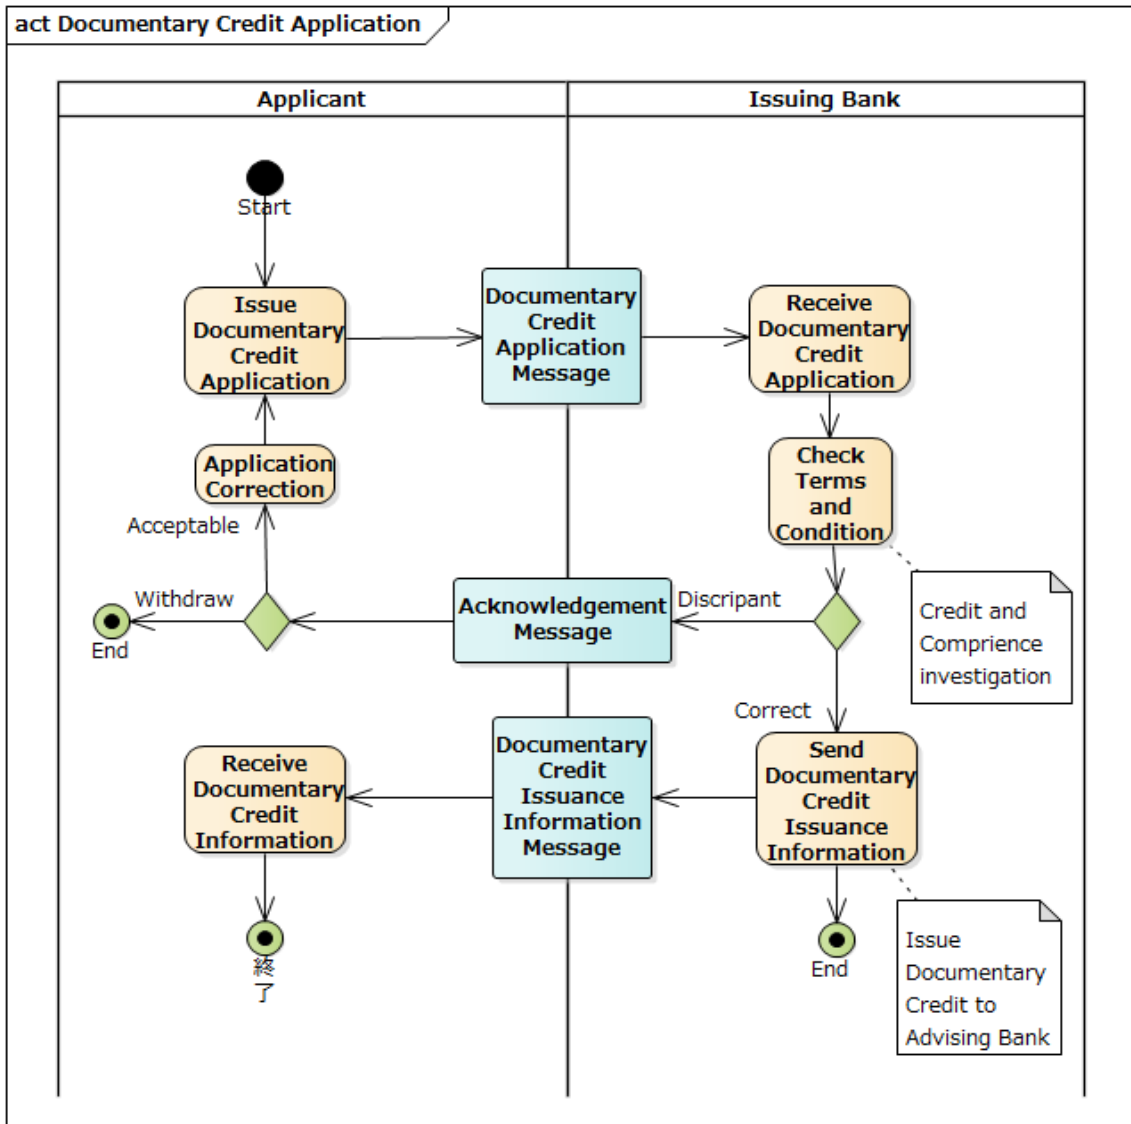 act Documentary Credit Application
Applicant
Issuing Bank
Start
Issue
Documentary
Credit
Application
Documentary
Credit
Application
Message
Receive
Documentary
Credit
Application
Application
Correction
Check
Terms
and
Condition
Acceptable
Withdraw
End
Acknowledgement
Message
Discripant
Credit and
Comprience
investigation
Correct
Receive
Documentary
Credit
Information
Documentary
Credit
Issuance
Information
Message
Send
Documentary
Credit
Issuance
Information
終
了
End
Issue
Documentary
Credit to
Advising Bank